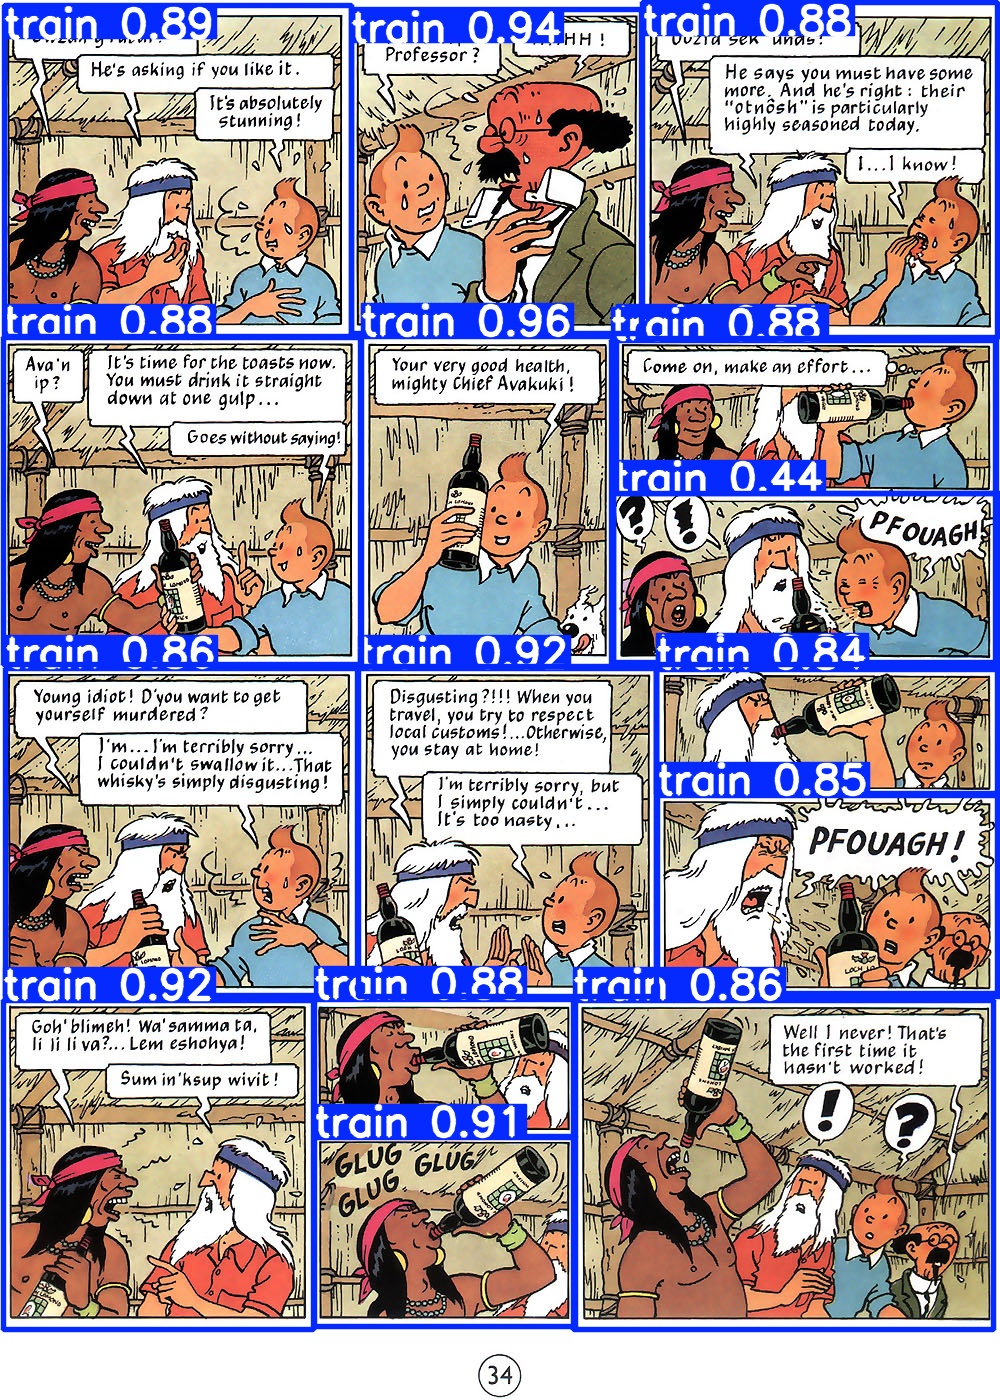 train 0.89
He's asking if you like it.
It's absolutely
stunning!
train 0.94
Professor?
train 0.88
He says you must have some
more. And he's right: their
"otnôsh" is particularly
highly seasoned today.
I...I know!
train 0.88
Ava'n
ip?
It's time for the toasts now.
You must drink it straight
down at one gulp...
Goes without saying!
train 0.96
Your very good health,
mighty Chief Avakuki!
train 0.88
Come on, make an effort...
train 0.44
?
!
PFOUAGH!
train 0.86
Young idiot! D'you want to get
yourself murdered?
I'm...I'm terribly sorry...
I couldn't swallow it...That
whisky's simply disgusting!
train 0.92
Disgusting?!!! When you
travel, you try to respect
local customs!...Otherwise,
you stay at home!
I'm terribly sorry, but
I simply couldn't...
It's too nasty...
train 0.84
train 0.85
PFOUAGH!
train 0.92
Goh'blimeh! Wa'samma ta,
li li li va?... Lem eshohya!
Sum in'ksup wivit!
train 0.88
train 0.91
GLUG GLUG
GLUG
train 0.86
Well I never! That's
the first time it
hasn't worked!
!
?
34